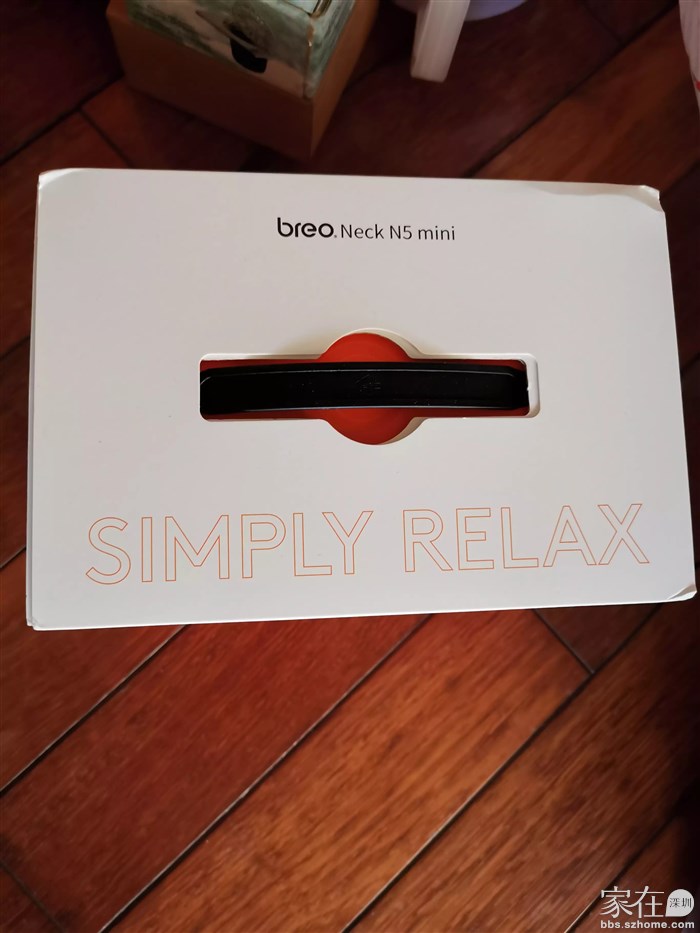 breo. Neck N5 mini
SIMPLY RELAX
家在深圳
bbs.szhome.com